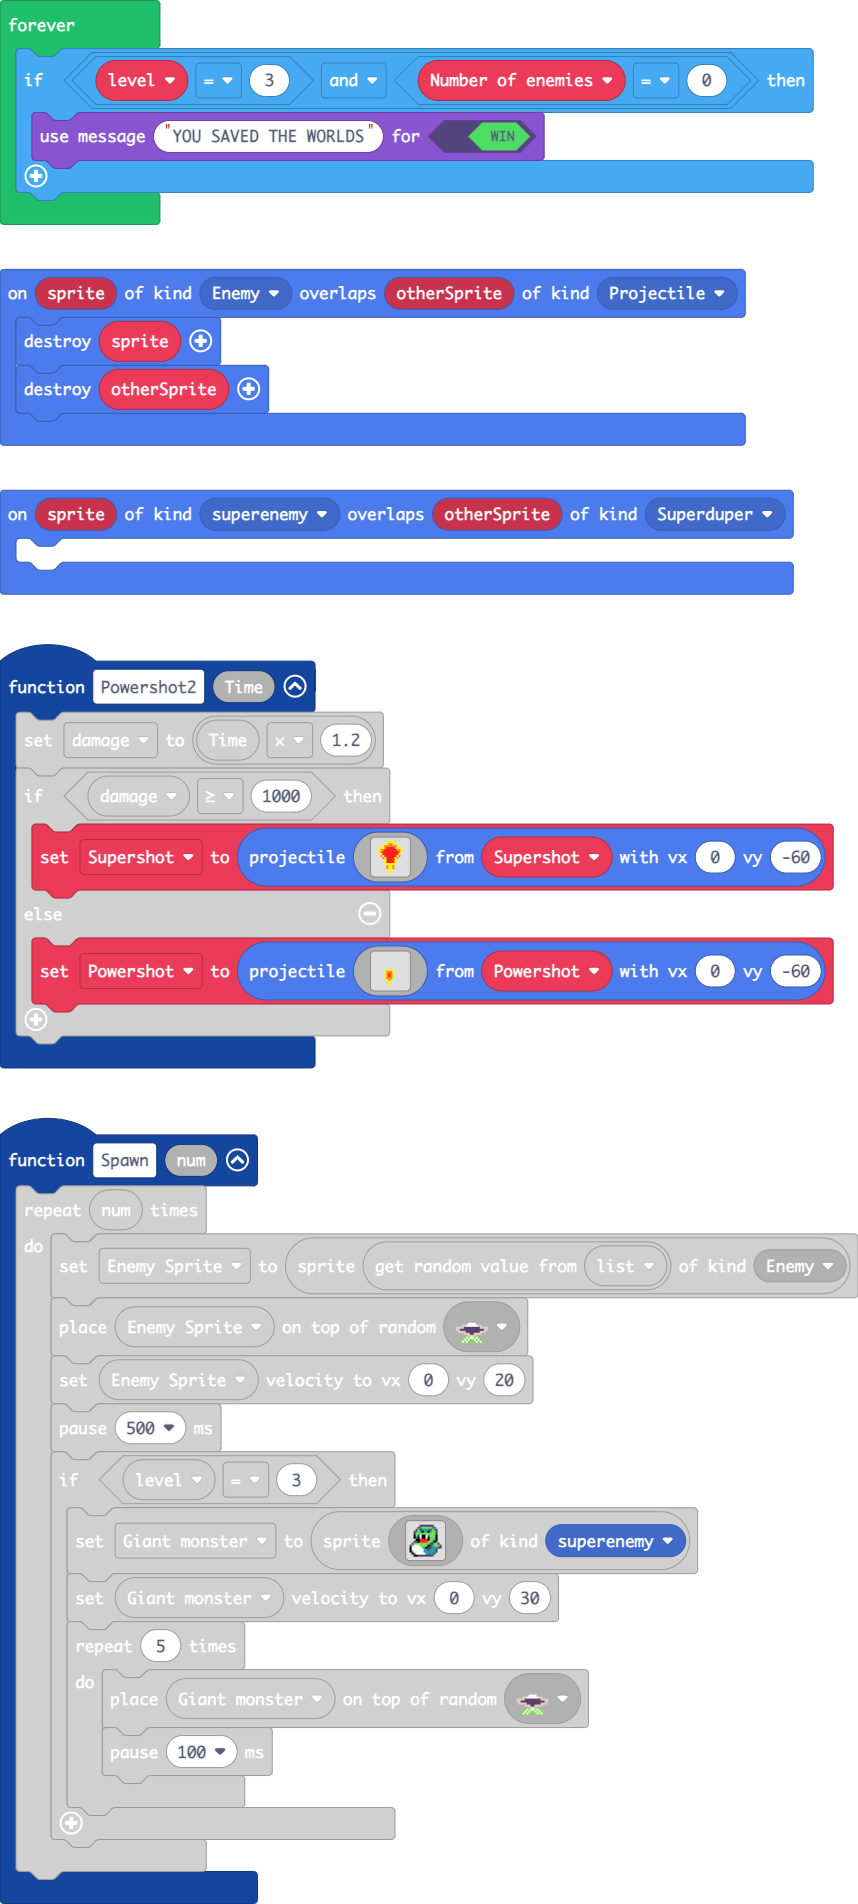 forever
if level = 3 and Number of enemies = 0 then
use message "YOU SAVED THE WORLDS" for WIN
on sprite of kind Enemy overlaps otherSprite of kind Projectile
destroy sprite
destroy otherSprite
on sprite of kind superenemy overlaps otherSprite of kind Superduper
function Powershot2 Time
set damage to Time × 1.2
if damage ≥ 1000 then
set Supershot to projectile from Supershot with vx 0 vy -60
else
set Powershot to projectile from Powershot with vx 0 vy -60
function Spawn num
repeat num times
do
set Enemy Sprite to sprite get random value from list of kind Enemy
place Enemy Sprite on top of random
set Enemy Sprite velocity to vx 0 vy 20
pause 500 ms
if level = 3 then
set Giant monster to sprite of kind superenemy
set Giant monster velocity to vx 0 vy 30
repeat 5 times
do
place Giant monster on top of random
pause 100 ms